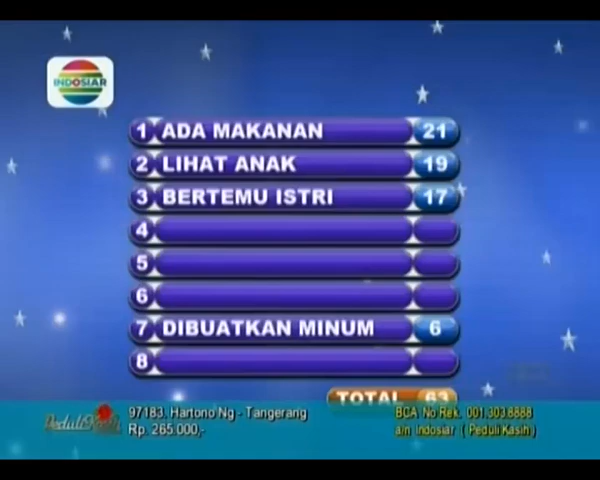 INDOSIAR
1 ADA MAKANAN 21
2 LIHAT ANAK 19
3 BERTEMU ISTRI 17
4
5
6
7 DIBUATKAN MINUM 6
8
TOTAL 63
PeduliKasih
97183. Hartono Ng - Tangerang
Rp. 265.000,-
BCA No Rek. 001.303.8888
a/n Indosiar ( Peduli Kasih )